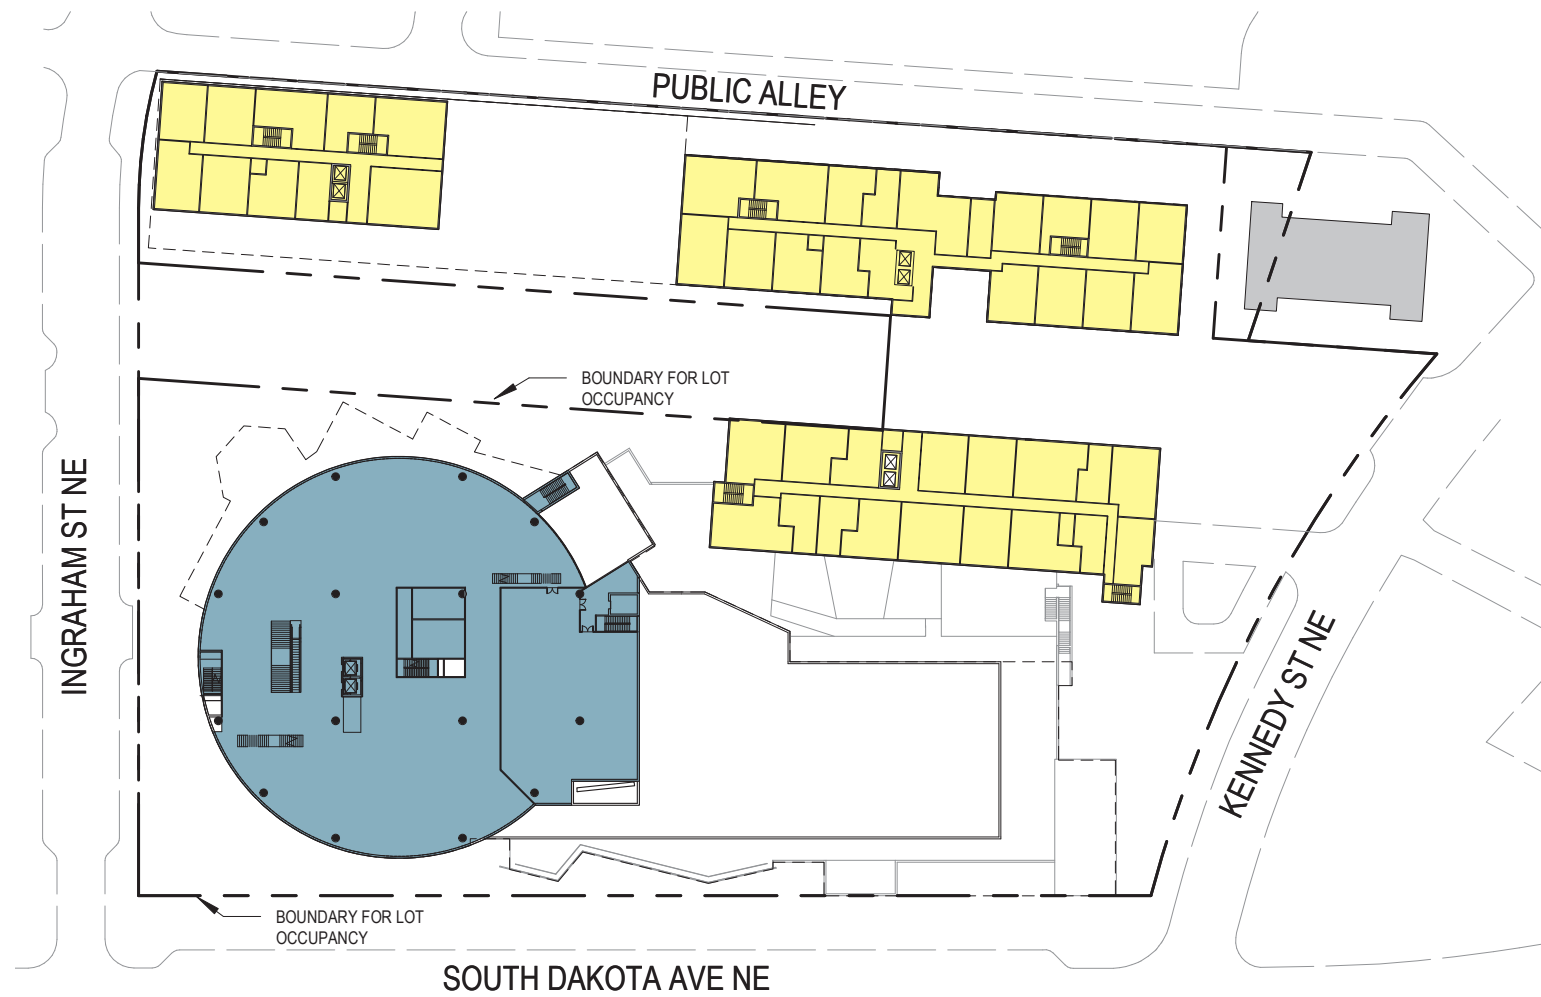 PUBLIC ALLEY
BOUNDARY FOR LOT
OCCUPANCY
INGRAHAM ST NE
KENNEDY ST NE
BOUNDARY FOR LOT
OCCUPANCY
SOUTH DAKOTA AVE NE